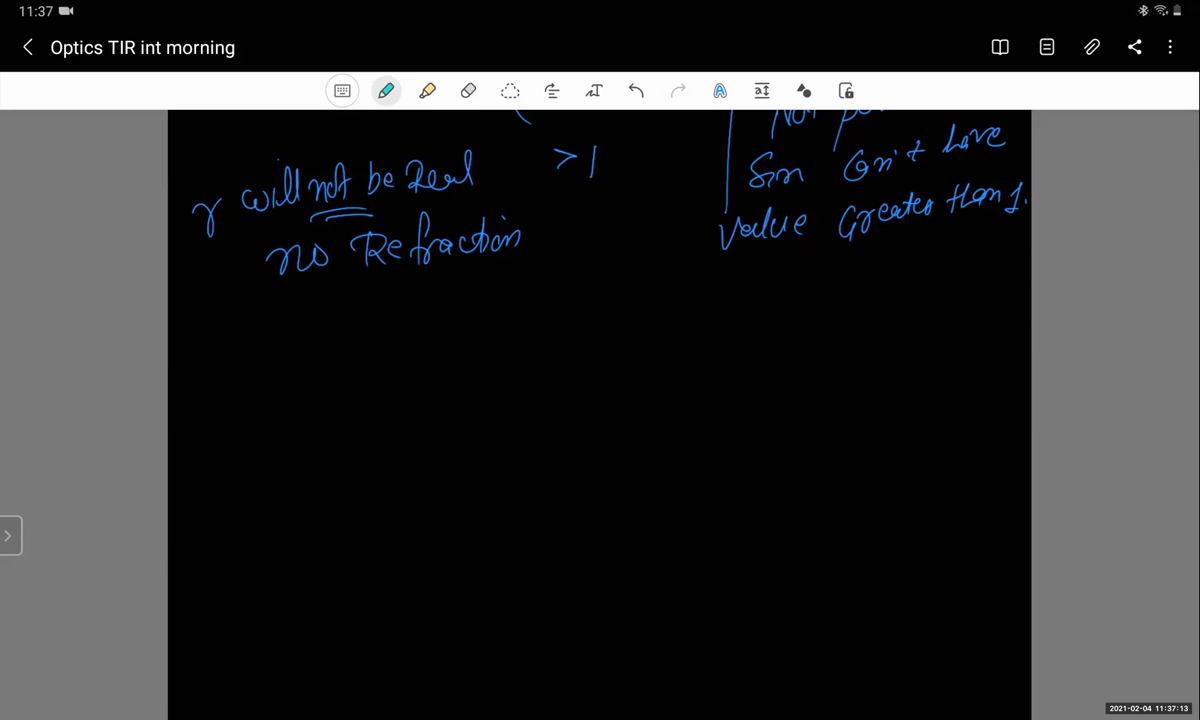 11:37
Optics TIR int morning
Not
> 1
Sin Can't have
r will not be Real
value Greater than 1.
no Refraction
2021-02-04 11:37:13